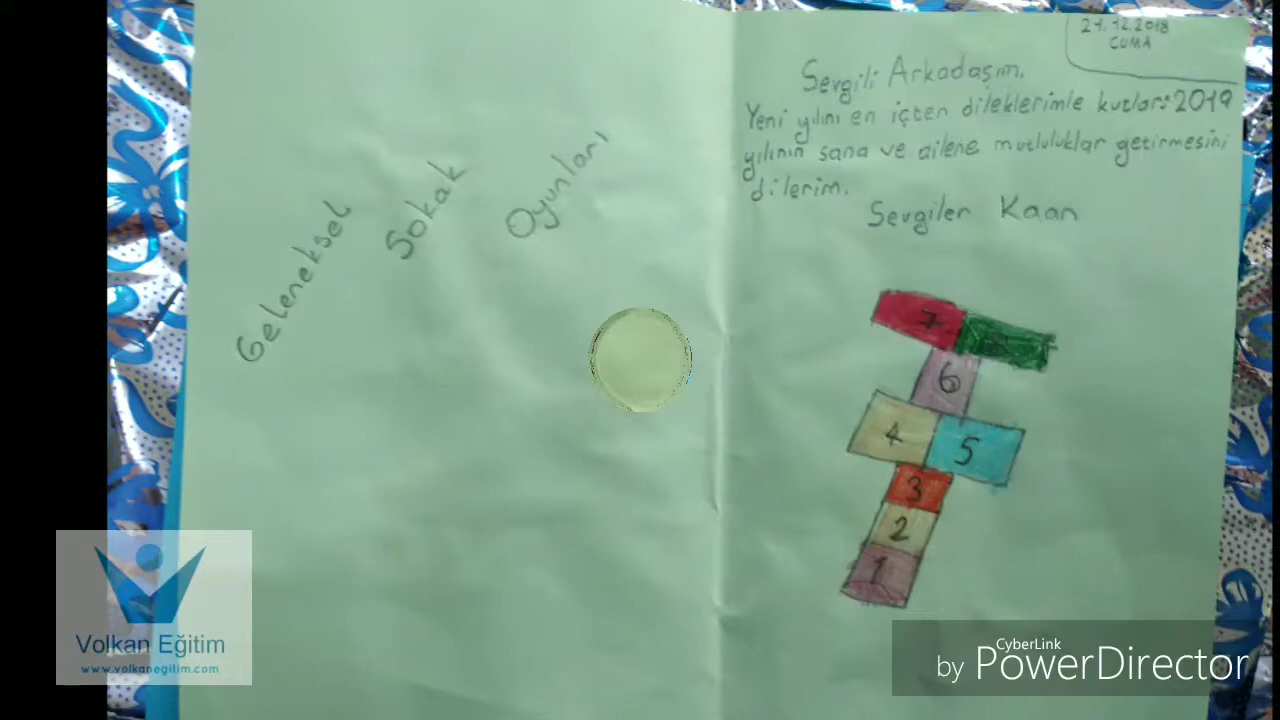 Geleneksel Sokak Oyunları
21.12.2018
CUMA
Sevgili Arkadaşım.
Yeni yılını en içten dileklerimle kutlar. 2019
yılının sana ve ailene mutluluklar getirmesini
dilerim.
Sevgiler Kaan
7
6
4 5
3
2
1
Volkan Eğitim
www.volkanegitim.com
CyberLink
by PowerDirector